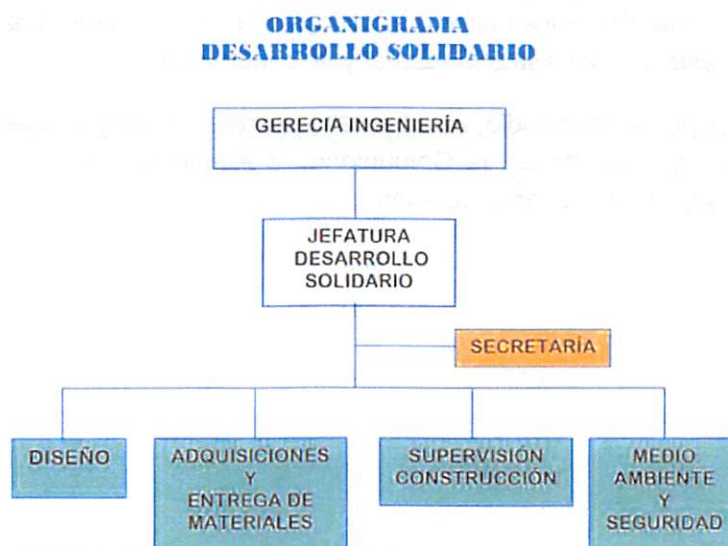 ORGANIGRAMA
DESARROLLO SOLIDARIO
GERECIA INGENIERÍA
JEFATURA
DESARROLLO
SOLIDARIO
SECRETARÍA
DISEÑO
ADQUISICIONES
Y
ENTREGA DE
MATERIALES
SUPERVISIÓN
CONSTRUCCIÓN
MEDIO
AMBIENTE
Y
SEGURIDAD